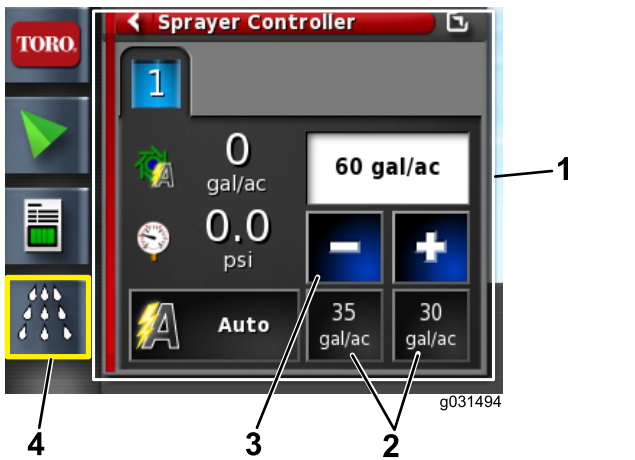 Sprayer Controller
TORO.
1
0
gal/ac
60 gal/ac
1
0.0
psi
Auto
35
gal/ac
30
gal/ac
g031494
4
3
2